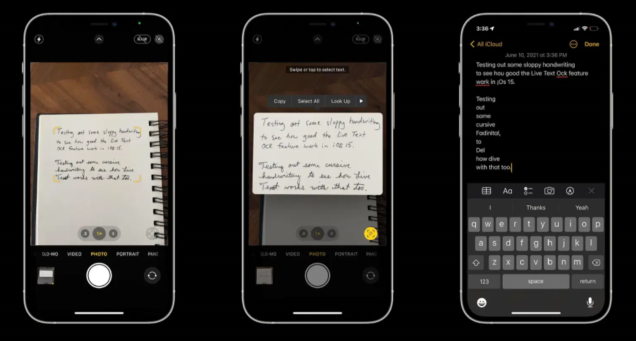 Testing out some sloppy handwriting
to see how good the Live Text
OCR feature work in iOS 15.
Testing out some cursive
handwriting to see how Live
Text works with that too.
SLO-MO VIDEO PHOTO PORTRAIT PANO
Swipe or tap to select text.
Copy Select All Look Up
Testing out some sloppy handwriting
to see how good the Live Text
OCR feature work in iOS 15.
Testing out some cursive
handwriting to see how Live
Text works with that too.
SLO-MO VIDEO PHOTO PORTRAIT PANO
3:36
All iCloud Done
June 10, 2021 at 3:36 PM
Testing out some sloppy handwriting
to see hou good the Live Text Ock feature
work in ¡Os 15.
Testing
out
some
cursive
Fadinital,
to
Del
how dive
with that too.
Aa
I Thanks Yeah
q w e r t y u i o p
a s d f g h j k l
z x c v b n m
123 space return